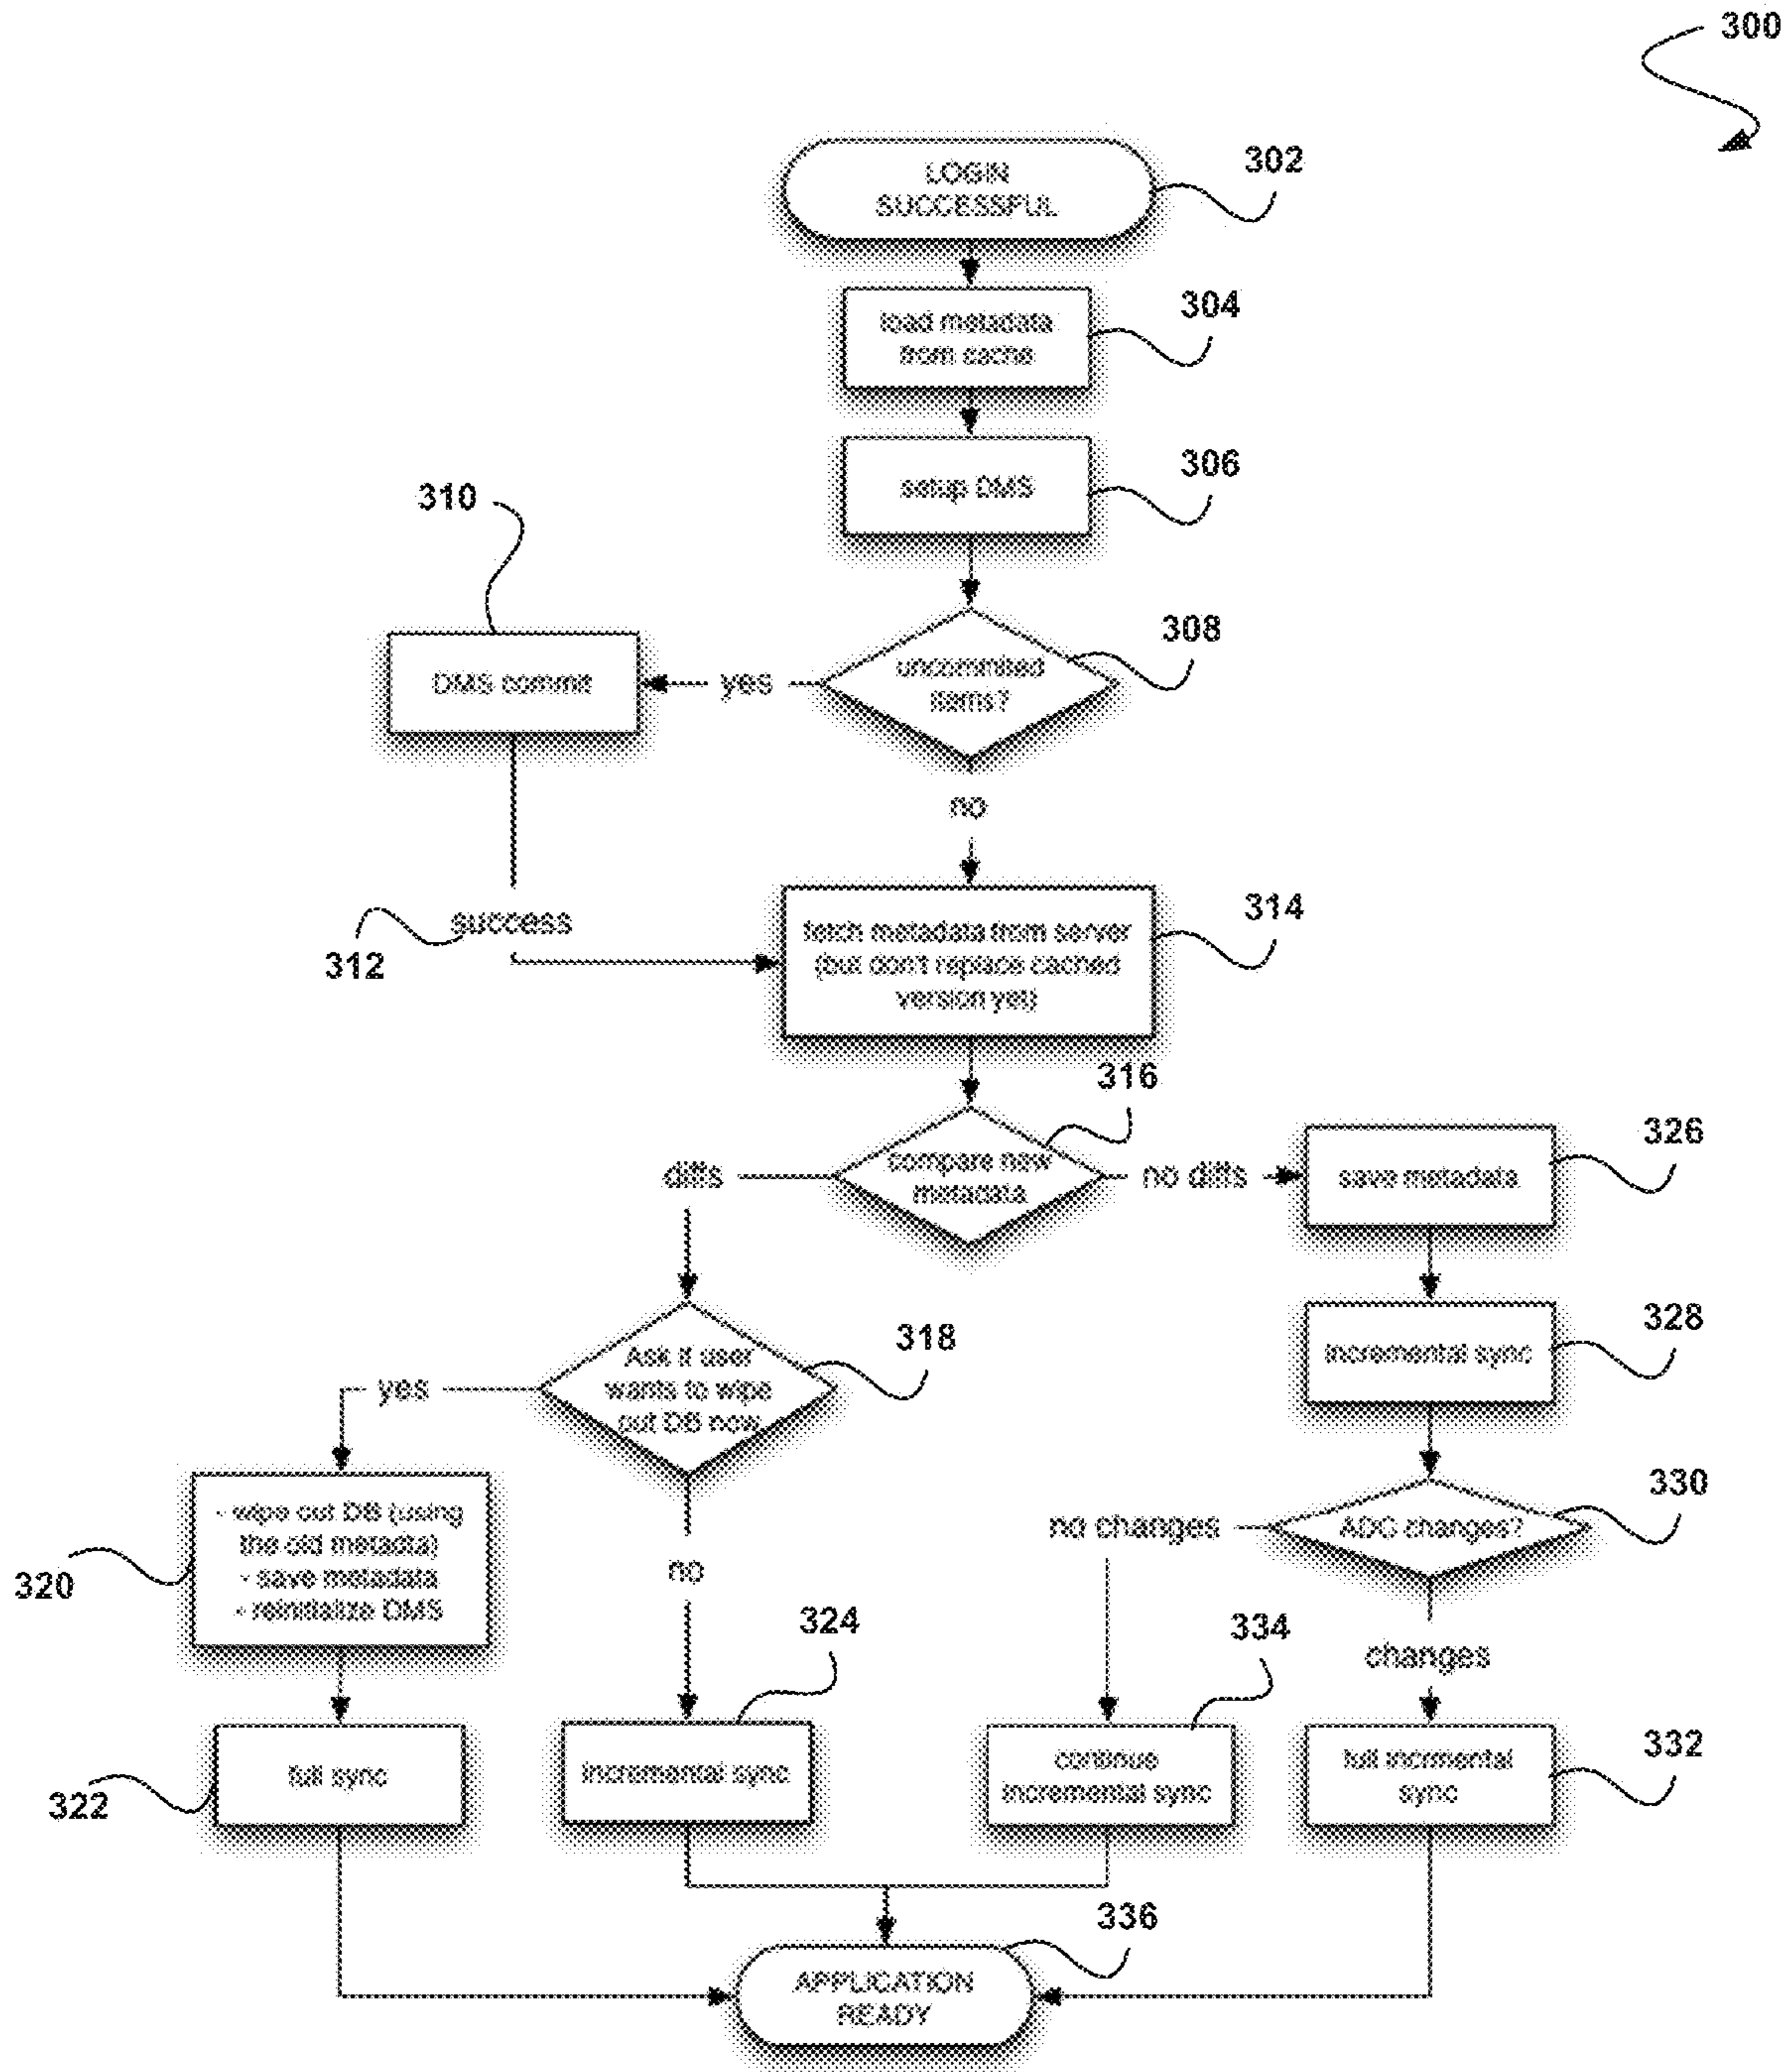 300
LOGIN
SUCCESSFUL
302
load metadata
from cache
304
setup DMS
306
310
DMS commit
yes
uncommited
items?
308
no
success
312
fetch metadata from server
(but don't replace cached
version yet)
314
316
diffs
compare new
metadata
no diffs
save metadata
326
incremental sync
328
yes
Ask if user
wants to wipe
out DB now
318
no changes
ADC changes?
330
- wipe out DB (using
the old metadta)
- save metadata
- reinitialize DMS
320
no
324
334
changes
full sync
322
incremental sync
continue
incremental sync
full incrmental
sync
332
336
APPLICATION
READY